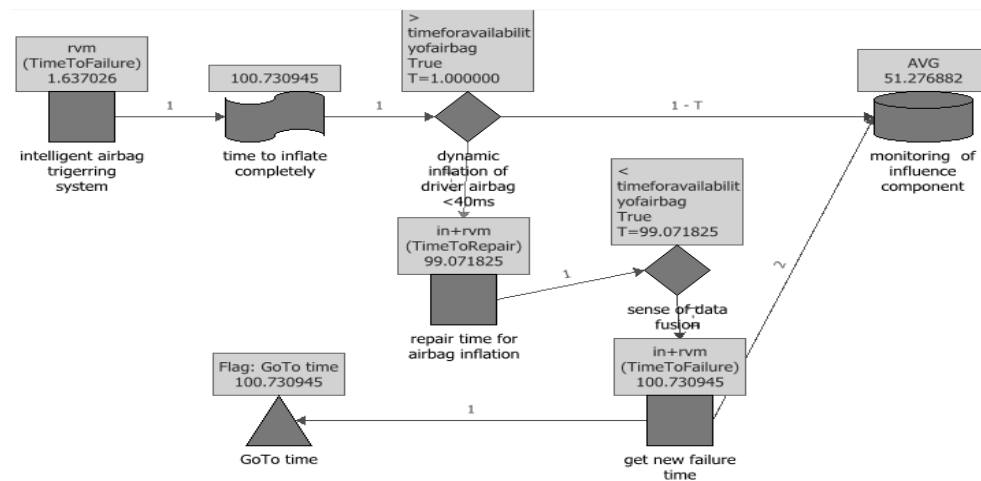 >
timeforavailabilit
yofairbag
True
T=1.000000
rvm
(TimeToFailure)
1.637026
100.730945
AVG
51.276882
1
1
1 - T
intelligent airbag
trigerring
system
time to inflate
completely
dynamic
inflation of
driver airbag
<40ms
monitoring of
influence
component
<
timeforavailabilit
yofairbag
True
T=99.071825
in+rvm
(TimeToRepair)
99.071825
1
2
sense of data
fusion
repair time for
airbag inflation
in+rvm
(TimeToFailure)
100.730945
Flag: GoTo time
100.730945
1
GoTo time
get new failure
time